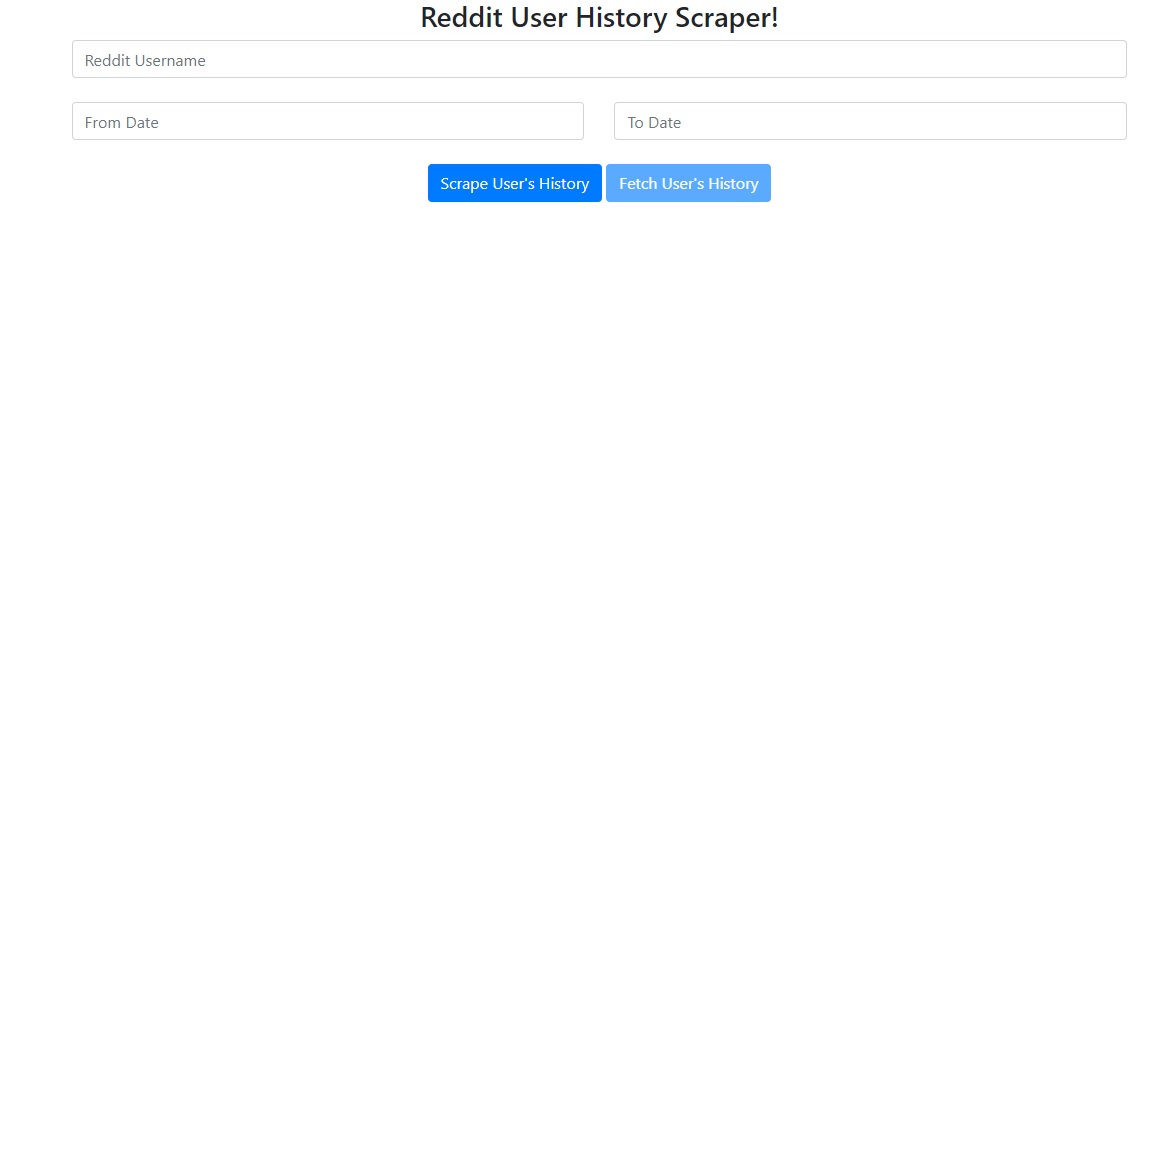 Reddit User History Scraper!
Reddit Username
From Date
To Date
Scrape User's History
Fetch User's History